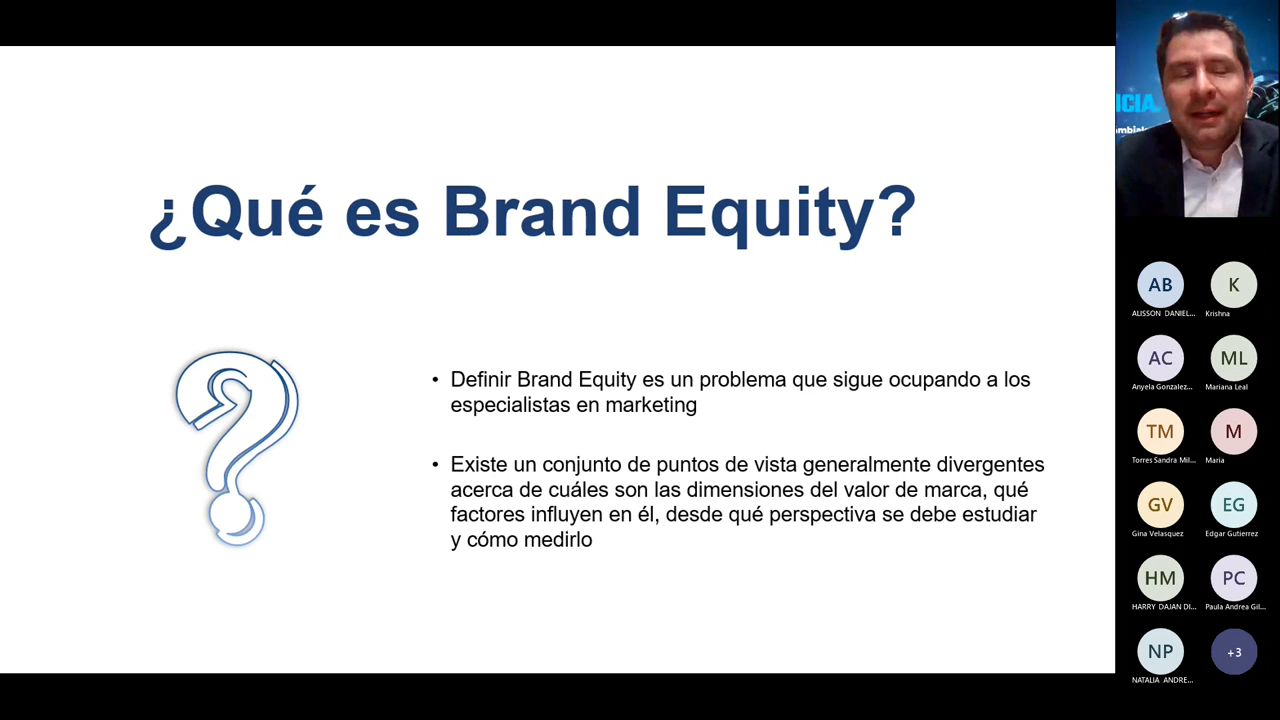 ¿Qué es Brand Equity?
• Definir Brand Equity es un problema que sigue ocupando a los
especialistas en marketing
• Existe un conjunto de puntos de vista generalmente divergentes
acerca de cuáles son las dimensiones del valor de marca, qué
factores influyen en él, desde qué perspectiva se debe estudiar
y cómo medirlo
ICIA.
AB
K
ALISSON DANIEL...
Krishna
AC
ML
Anyela Gonzalez...
Mariana Leal
TM
M
Torres Sandra Mil...
Maria
GV
EG
Gina Velasquez
Edgar Gutierrez
HM
PC
HARRY DAJAN DI...
Paula Andrea Gil...
NP
+3
NATALIA ANDRE...